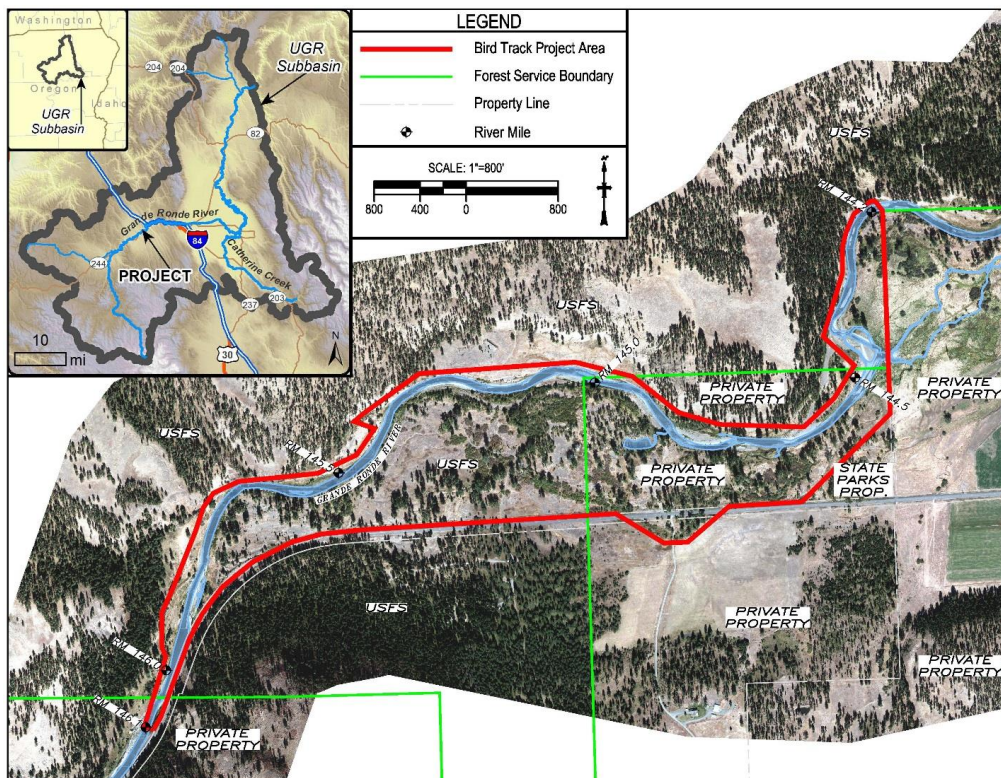 Washington
Oregon
Idaho
UGR
Subbasin
204
204
UGR
Subbasin
82
Grande Ronde River
84
Catherine Creek
244
PROJECT
203
237
30
10
mi
N
LEGEND
Bird Track Project Area
Forest Service Boundary
Property Line
River Mile
SCALE: 1"=800'
800 400 0 800
USFS
RM 144.2
USFS
RM 145.0
PRIVATE
PROPERTY
PRIVATE
PROPERTY
RM 144.5
USFS
RM 145.5
GRANDE RONDE RIVER
USFS
PRIVATE
PROPERTY
STATE
PARKS
PROP.
USFS
PRIVATE
PROPERTY
RM 146.0
PRIVATE
PROPERTY
RM 146.1
PRIVATE
PROPERTY